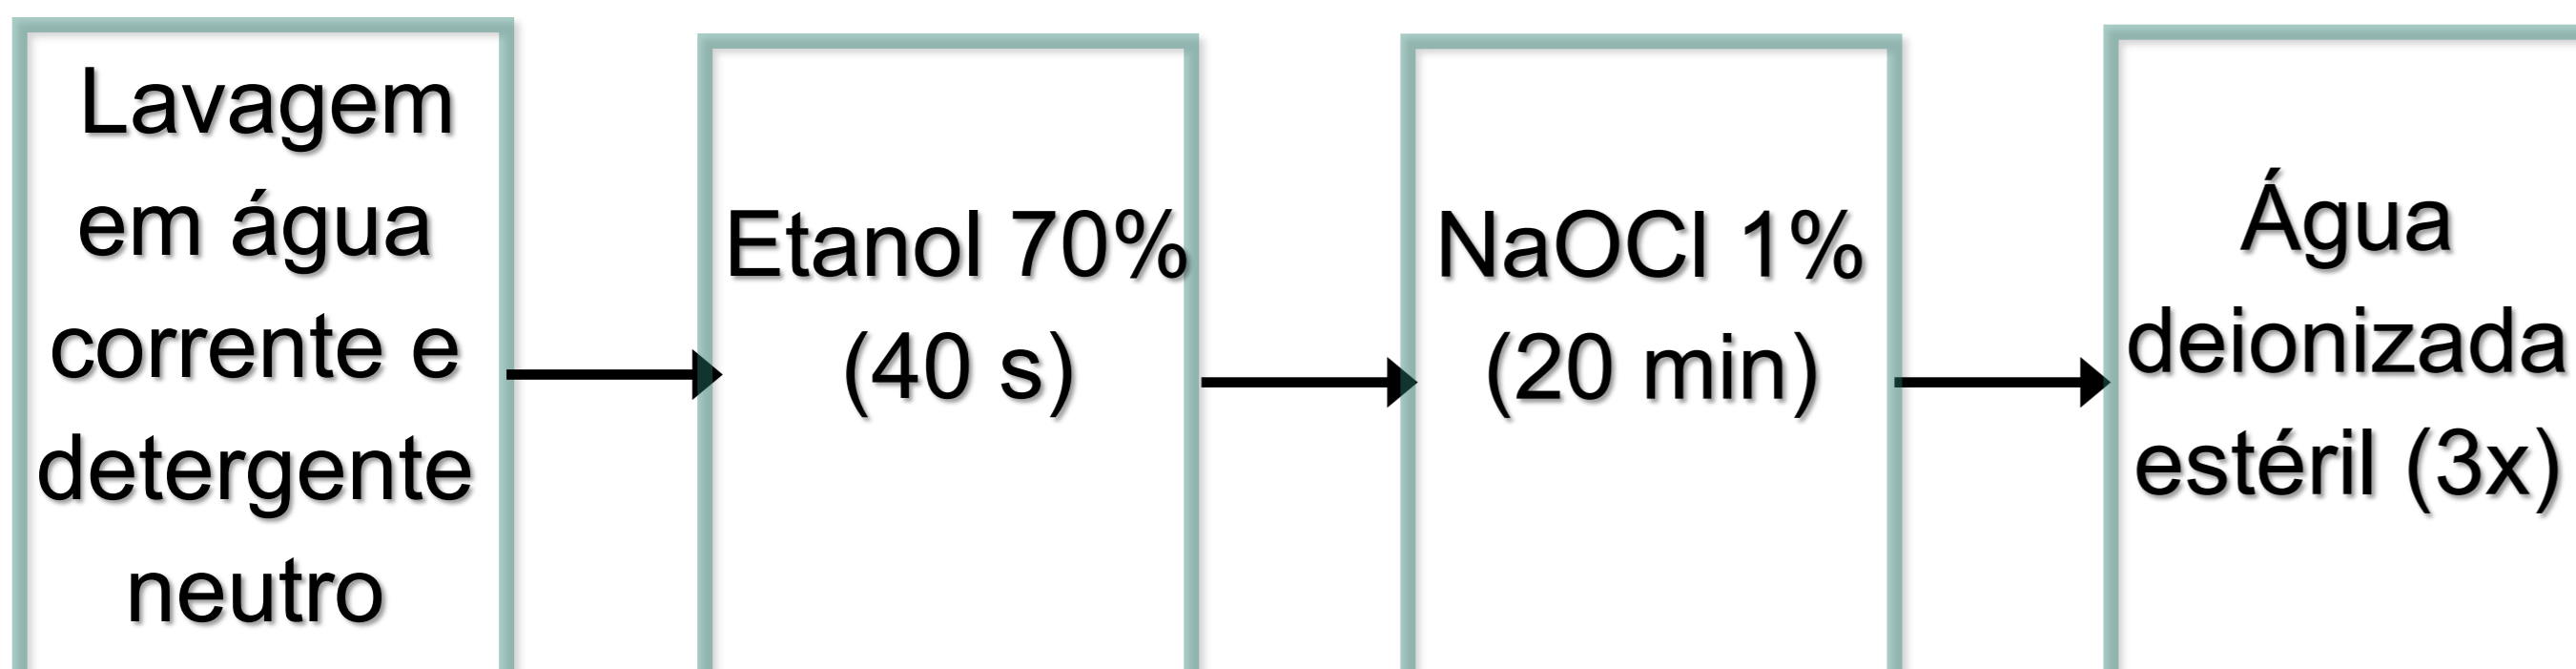 Lavagem
em água
corrente e
detergente
neutro
Etanol 70%
(40 s)
NaOCl 1%
(20 min)
Água
deionizada
estéril (3x)